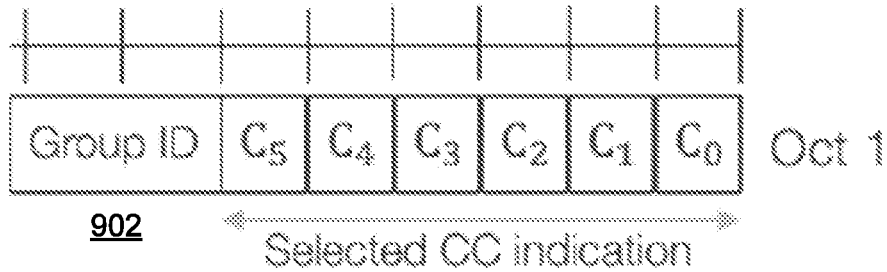 Group ID C₅ C₄ C₃ C₂ C₁ C₀ Oct 1
902
Selected CC indication